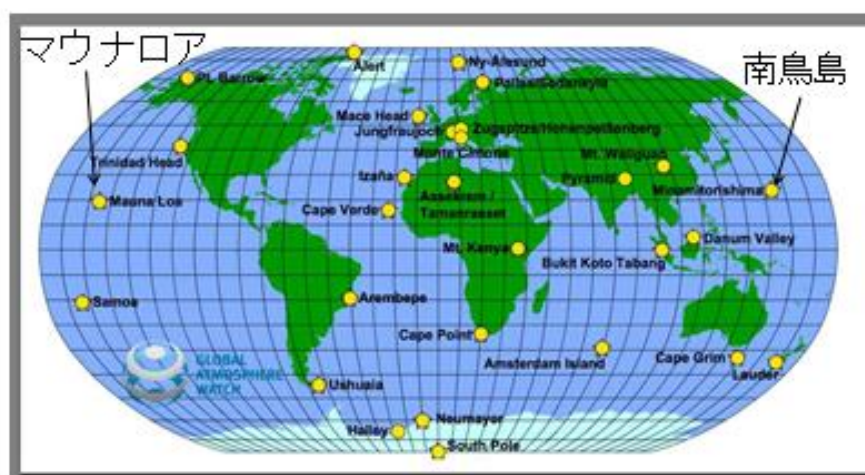 マウナロア
南鳥島
Alert
Ny-Ålesund
Pt. Barrow
Pallas/Sodankylä
Mace Head
Jungfraujoch
Zugspitze/Hohenpeißenberg
Monte Cimone
Trinidad Head
Mt. Waliguan
Izaña
Assekrem /
Tamanrasset
Pyramid
Minamitorishima
Mauna Loa
Cape Verde
Mt. Kenya
Danum Valley
Bukit Koto Tabang
Samoa
Arembepe
Cape Point
Amsterdam Island
Cape Grim
Lauder
GLOBAL
ATMOSPHERE
WATCH
Ushuaia
Neumayer
Halley
South Pole